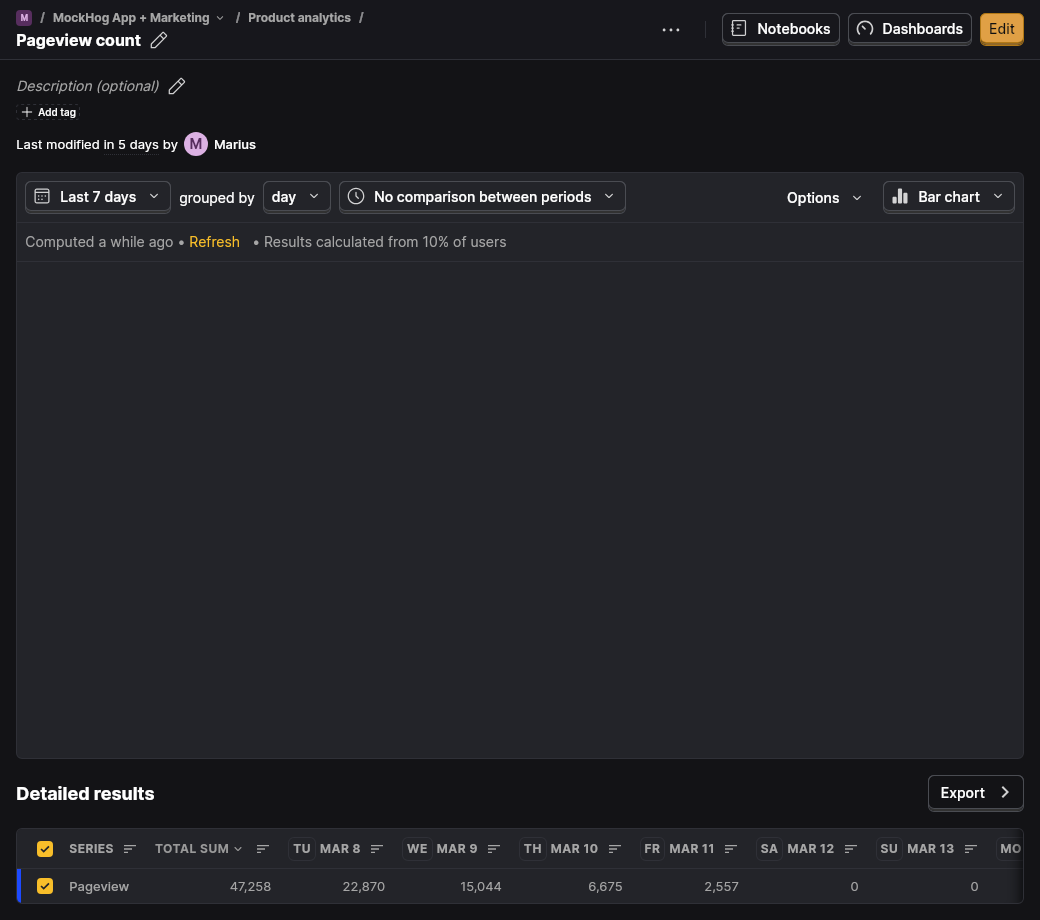 M / MockHog App + Marketing / Product analytics /
Pageview count
Notebooks
Dashboards
Edit
Description (optional)
Add tag
Last modified in 5 days by M Marius
Last 7 days grouped by day No comparison between periods Options Bar chart
Computed a while ago • Refresh • Results calculated from 10% of users
Detailed results
Export
SERIES TOTAL SUM TU MAR 8 WE MAR 9 TH MAR 10 FR MAR 11 SA MAR 12 SU MAR 13 MO
Pageview 47,258 22,870 15,044 6,675 2,557 0 0